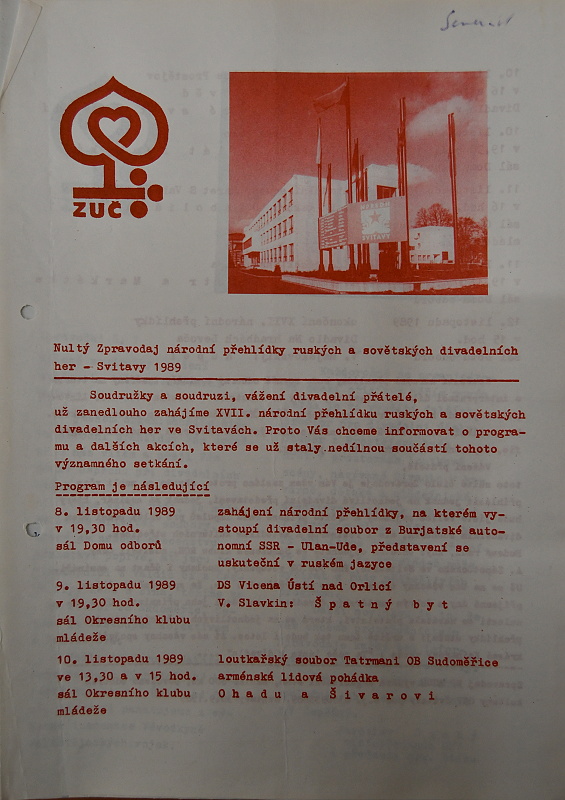 ZUČ
SVITAVY
Nultý Zpravodaj národní přehlídky ruských a sovětských divadelních
her - Svitavy 1989
Soudružky a soudruzi, vážení divadelní přátelé,
už zanedlouho zahájíme XVII. národní přehlídku ruských a sovětských
divadelních her ve Svitavách. Proto Vás chceme informovat o progra-
mu a dalších akcích, které se už staly nedílnou součástí tohoto
významného setkání.
Program je následující
8. listopadu 1989 zahájení národní přehlídky, na kterém vy-
v 19,30 hod. stoupí divadelní soubor z Burjatské auto-
sál Domu odborů nomní SSR - Ulan-Ude, představení se
uskuteční v ruském jazyce
9. listopadu 1989 DS Vicena Ústí nad Orlicí
v 19,30 hod. V. Slavkin: Š p a t n ý b y t
sál Okresního klubu
mládeže
10. listopadu 1989 loutkařský soubor Tatrmani OB Sudoměřice
ve 13,30 a v 15 hod. arménská lidová pohádka
sál Okresního klubu O h a d u a Š i v a r o v i
mládeže